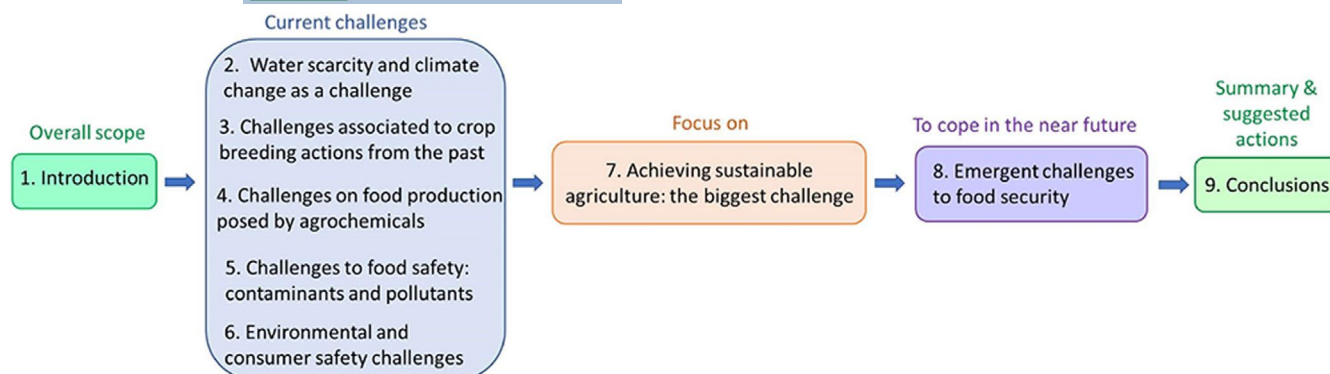 Overall scope
1. Introduction
Current challenges
2. Water scarcity and climate
change as a challenge
3. Challenges associated to crop
breeding actions from the past
4. Challenges on food production
posed by agrochemicals
5. Challenges to food safety:
contaminants and pollutants
6. Environmental and
consumer safety challenges
Focus on
7. Achieving sustainable
agriculture: the biggest challenge
To cope in the near future
8. Emergent challenges
to food security
Summary &
suggested
actions
9. Conclusions